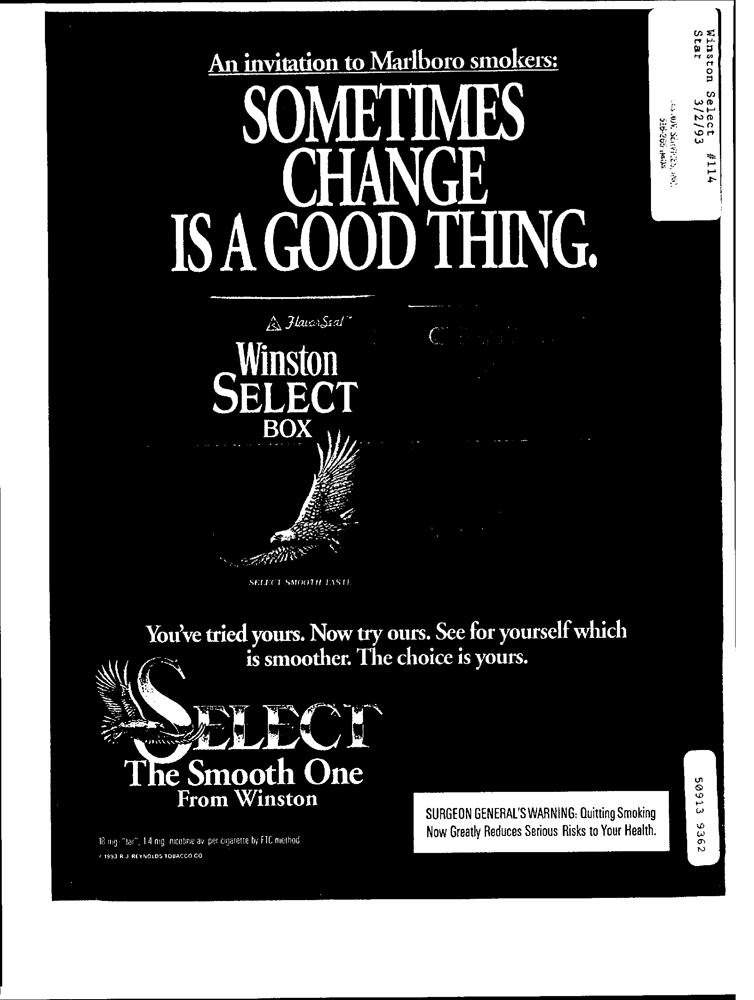 An invitation to Marlboro smokers:
SOMETIMES
CHANGE
IS A GOOD THING.
Winston Select #114
Star 3/2/93
FlavorSeal™
Winston
SELECT
BOX
SELECT SMOOTH TASTE
You've tried yours. Now try ours. See for yourself which
is smoother. The choice is yours.
SELECT
The Smooth One
From Winston
SURGEON GENERAL'S WARNING: Quitting Smoking
Now Greatly Reduces Serious Risks to Your Health.
mg. "tar", 1.4 mg. nicotine av. per cigarette by FTC method
1993 R.J. REYNOLDS TOBACCO CO.
50913 9362